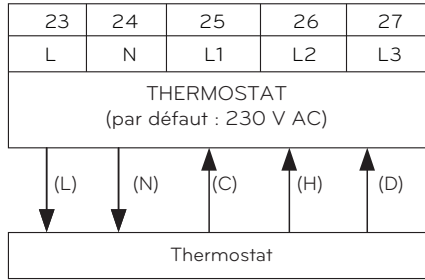 23 24 25 26 27
L N L1 L2 L3
THERMOSTAT
(par défaut : 230 V AC)
(L) (N) (C) (H) (D)
Thermostat